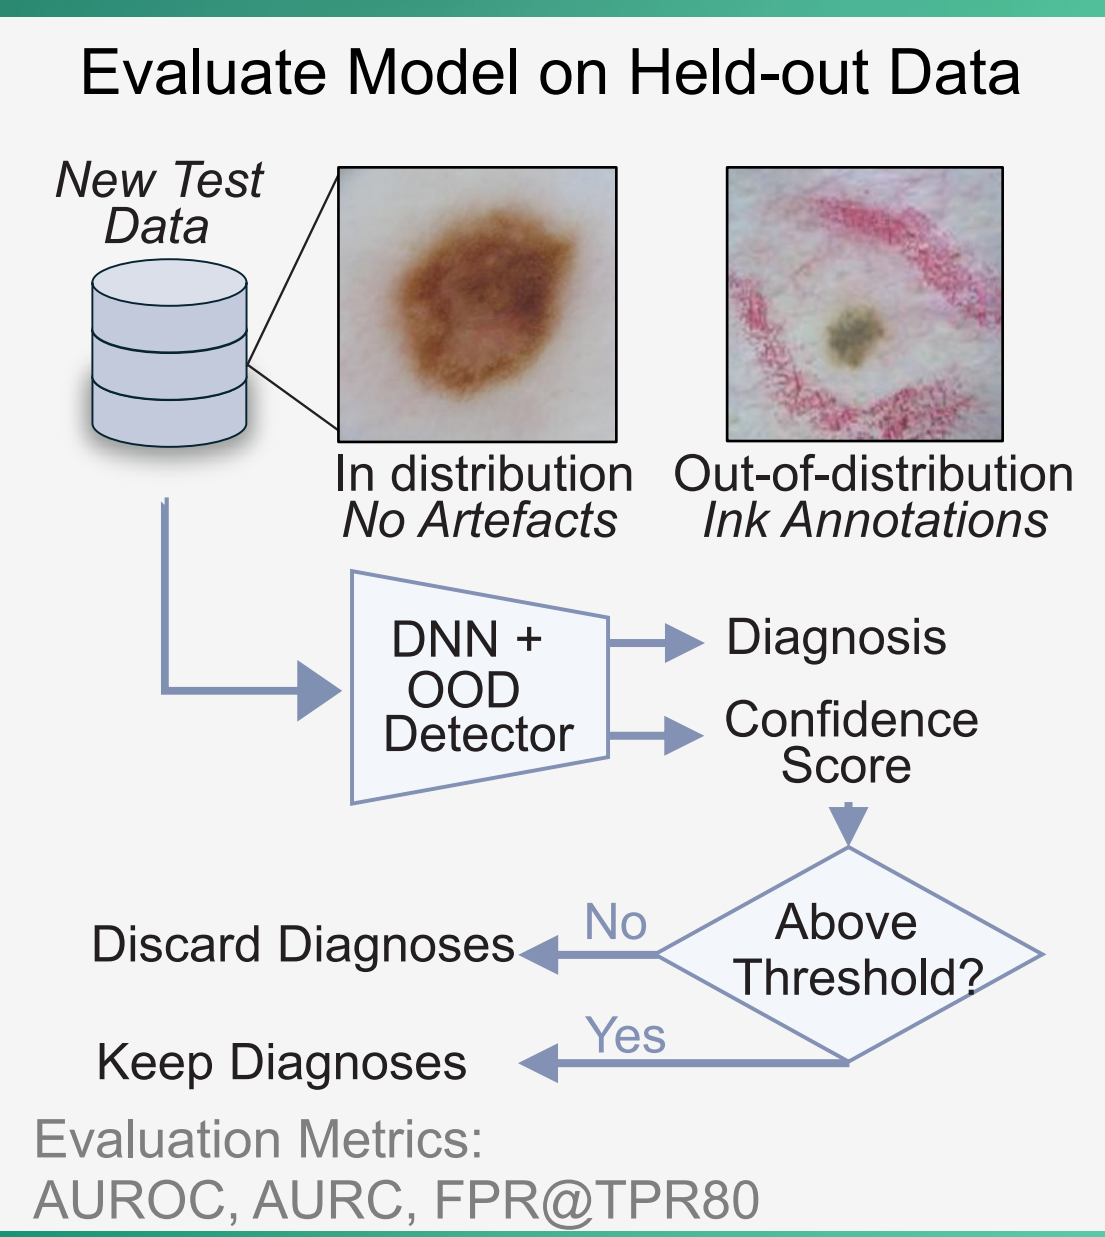 Evaluate Model on Held-out Data
New Test
Data
In distribution
No Artefacts
Out-of-distribution
Ink Annotations
DNN +
OOD
Detector
Diagnosis
Confidence
Score
Above
Threshold?
No
Discard Diagnoses
Yes
Keep Diagnoses
Evaluation Metrics:
AUROC, AURC, FPR@TPR80